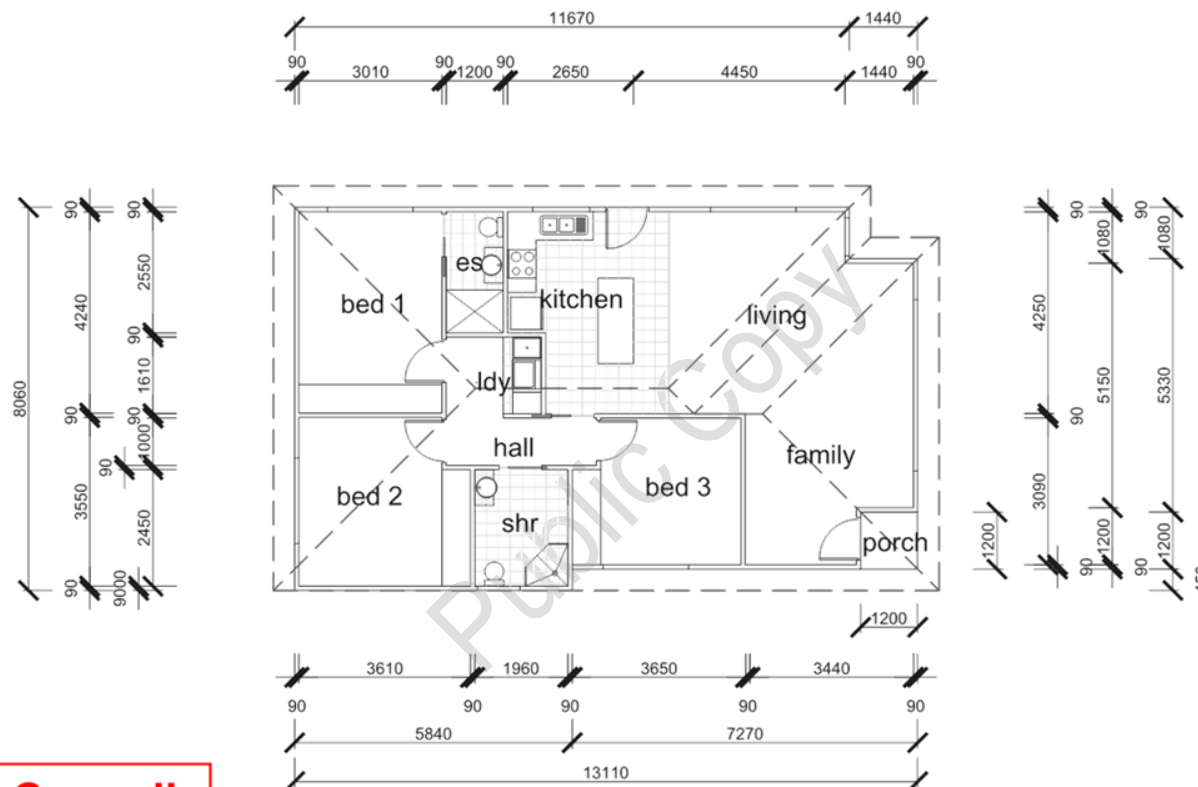 11670 1440
90 3010 90 1200 90 2650 4450 1440 90
8060
90 4240 90 3550 90
90 2550 90 1610 90 1000 90 2450 9000
bed 1
es
kitchen
living
ldy
hall
family
bed 2
shr
bed 3
porch
Public Copy
90 4250 90 3090 90
90 1080 5150 1200 90
90 1080 5330 1200 90
1200
1200
3610 1960 3650 3440
90 90 90 90 90
5840 7270
13110